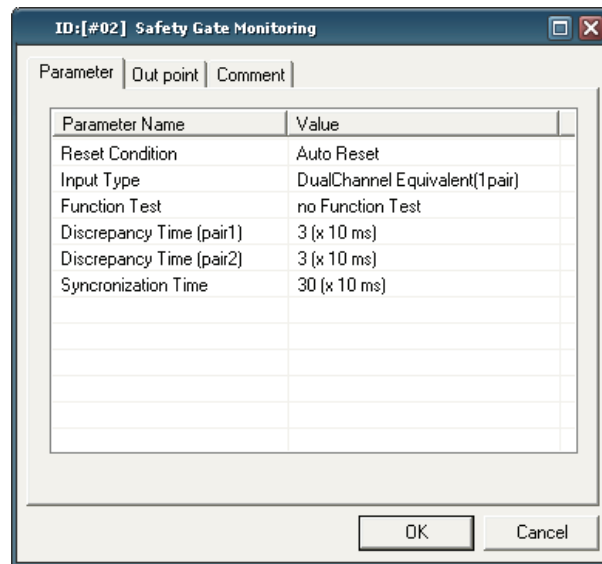 ID:[#02] Safety Gate Monitoring
Parameter Out point Comment
Parameter Name Value
Reset Condition Auto Reset
Input Type DualChannel Equivalent(1pair)
Function Test no Function Test
Discrepancy Time (pair1) 3 (x 10 ms)
Discrepancy Time (pair2) 3 (x 10 ms)
Syncronization Time 30 (x 10 ms)
OK Cancel